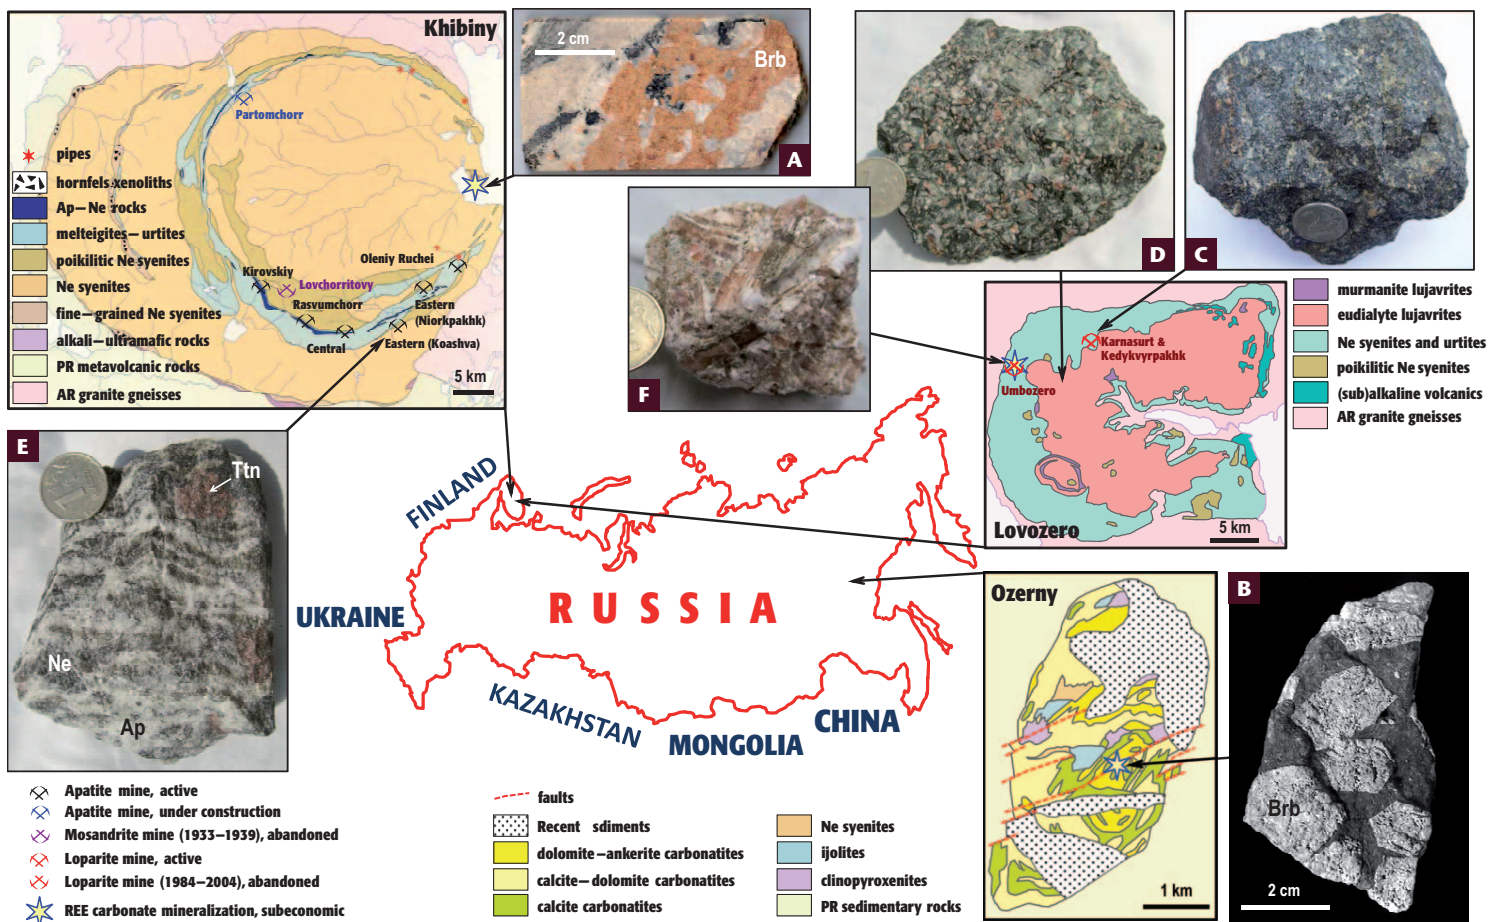 Khibiny
Partomchorr
pipes
hornfels xenoliths
Ap–Ne rocks
melteigites–urtites
poikilitic Ne syenites
Ne syenites
fine–grained Ne syenites
alkali–ultramafic rocks
PR metavolcanic rocks
AR granite gneisses
Kirovskiy
Lovchorritovy
Rasvumchorr
Central
Oleniy Ruchei
Eastern
(Niorkpakhk)
Eastern (Koashva)
5 km
2 cm
Brb
A
D
C
F
murmanite lujavrites
eudialyte lujavrites
Ne syenites and urtites
poikilitic Ne syenites
(sub)alkaline volcanics
AR granite gneisses
Karnasurt &
Kedykvyrpakhk
Umbozero
Lovozero
5 km
E
Ttn
Ne
Ap
FINLAND
UKRAINE
RUSSIA
KAZAKHSTAN
MONGOLIA
CHINA
Ozerny
1 km
B
Brb
2 cm
Apatite mine, active
Apatite mine, under construction
Mosandrite mine (1933–1939), abandoned
Loparite mine, active
Loparite mine (1984–2004), abandoned
REE carbonate mineralization, subeconomic
faults
Recent sdiments
dolomite–ankerite carbonatites
calcite–dolomite carbonatites
calcite carbonatites
Ne syenites
ijolites
clinopyroxenites
PR sedimentary rocks